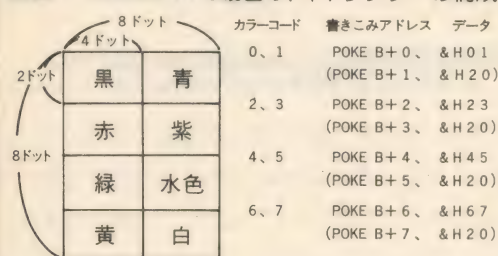 8ドット
4ドット
2ドット
8ドット
黒 青
赤 紫
緑 水色
黄 白
カラーコード 書きこみアドレス データ
0、1 POKE B+0、 &H01
(POKE B+1、 &H20)
2、3 POKE B+2、 &H23
(POKE B+3、 &H20)
4、5 POKE B+4、 &H45
(POKE B+5、 &H20)
6、7 POKE B+6、 &H67
(POKE B+7、 &H20)